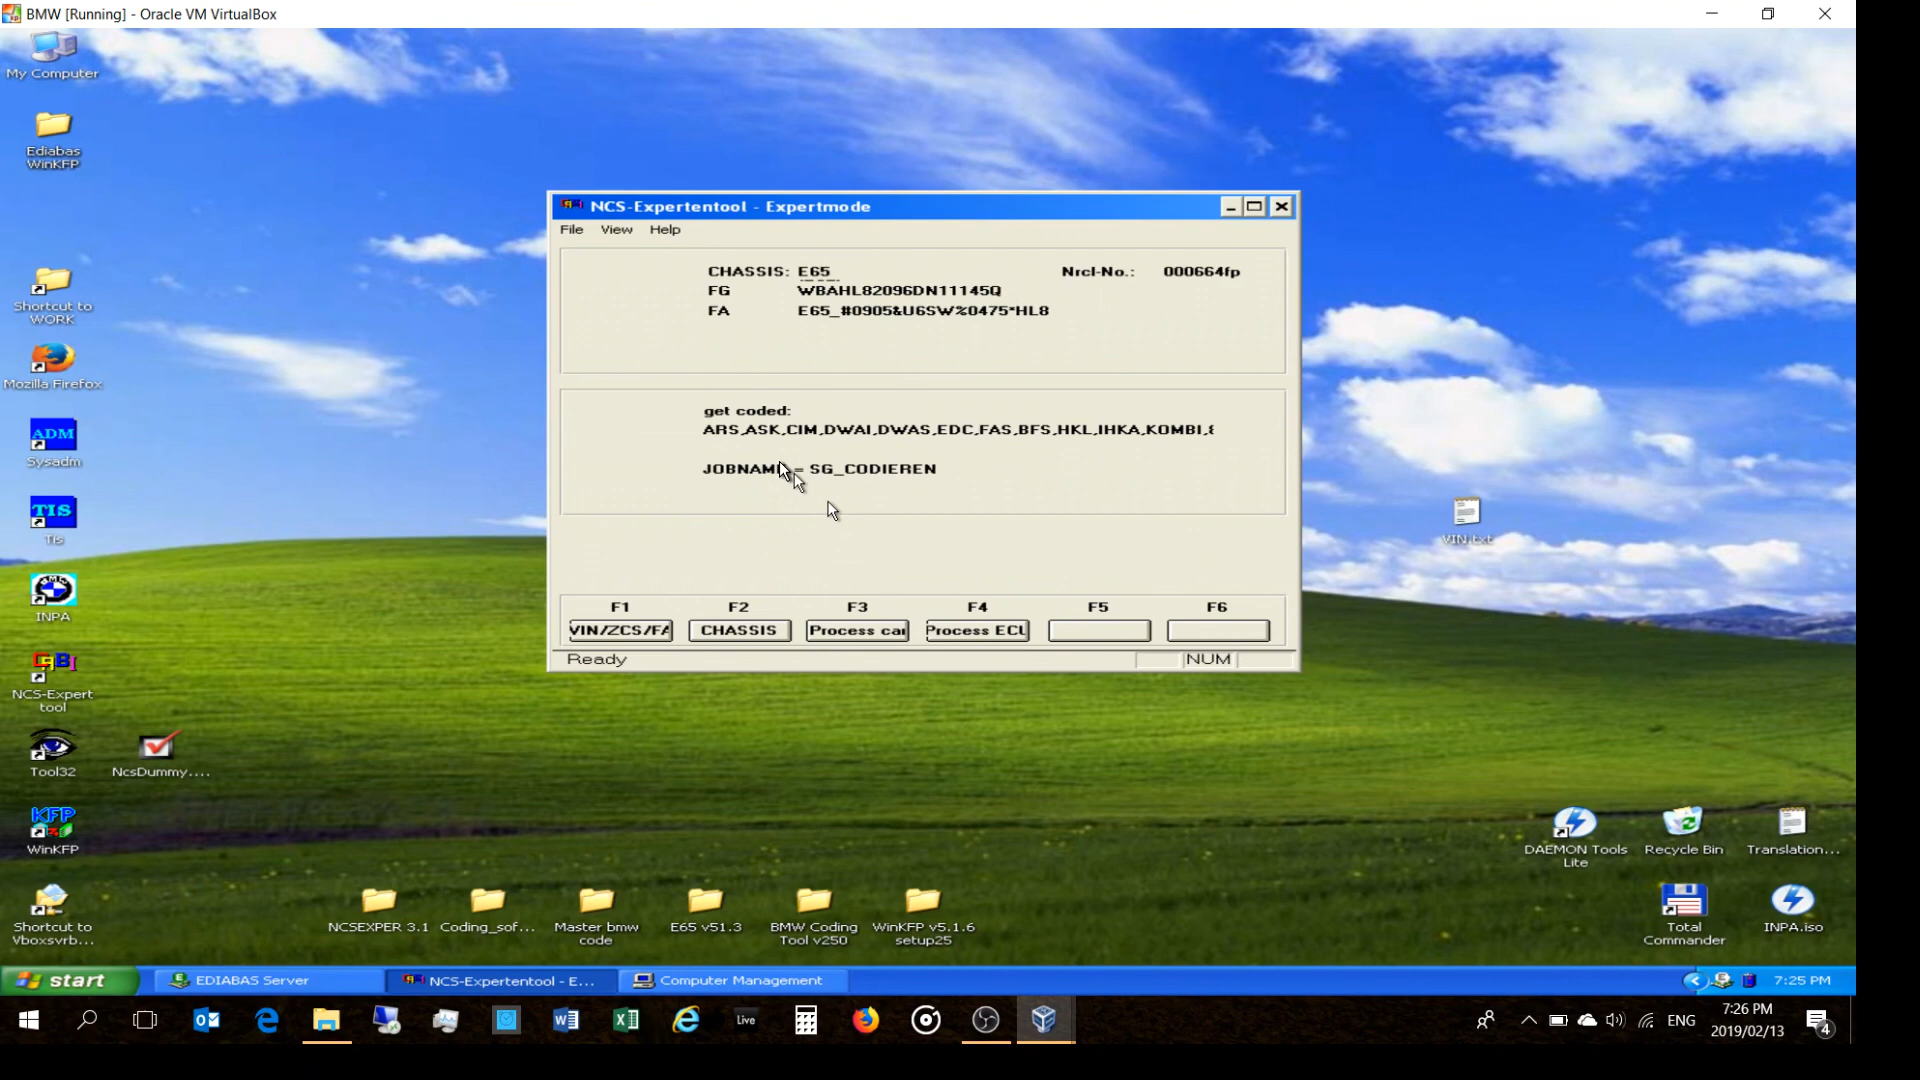 BMW [Running] - Oracle VM VirtualBox
My Computer
Ediabas
WinKFP
Shortcut to
WORK
Mozilla Firefox
ADM
Sysadm
TIS
Tis
INPA
NCS-Expert
tool
Tool32
NcsDummy....
KFP
WinKFP
Shortcut to
Vboxsvrb...
NCS-Expertentool - Expertmode
File View Help
CHASSIS: E65_ Nrcl-No.: 000664fp
FG WBAHL82096DN11145Q
FA E65_#0905&U6SW%0475*HL8
get coded:
ARS,ASK,CIM,DWAI,DWAS,EDC,FAS,BFS,HKL,IHKA,KOMBI,
= SG_CODIEREN
F1 F2 F3 F4 F5 F6
VIN/ZCS/FA CHASSIS Process car Process ECU
Ready NUM
VIN.txt
DAEMON Tools
Lite
Recycle Bin
Translation...
NCSEXPER 3.1
Coding_sof...
Master bmw
code
E65 v51.3
BMW Coding
Tool v250
WinKFP v5.1.6
setup25
Total
Commander
INPA.iso
start EDIABAS Server NCS-Expertentool - E... Computer Management 7:25 PM
Live ENG 7:26 PM
2019/02/13
4